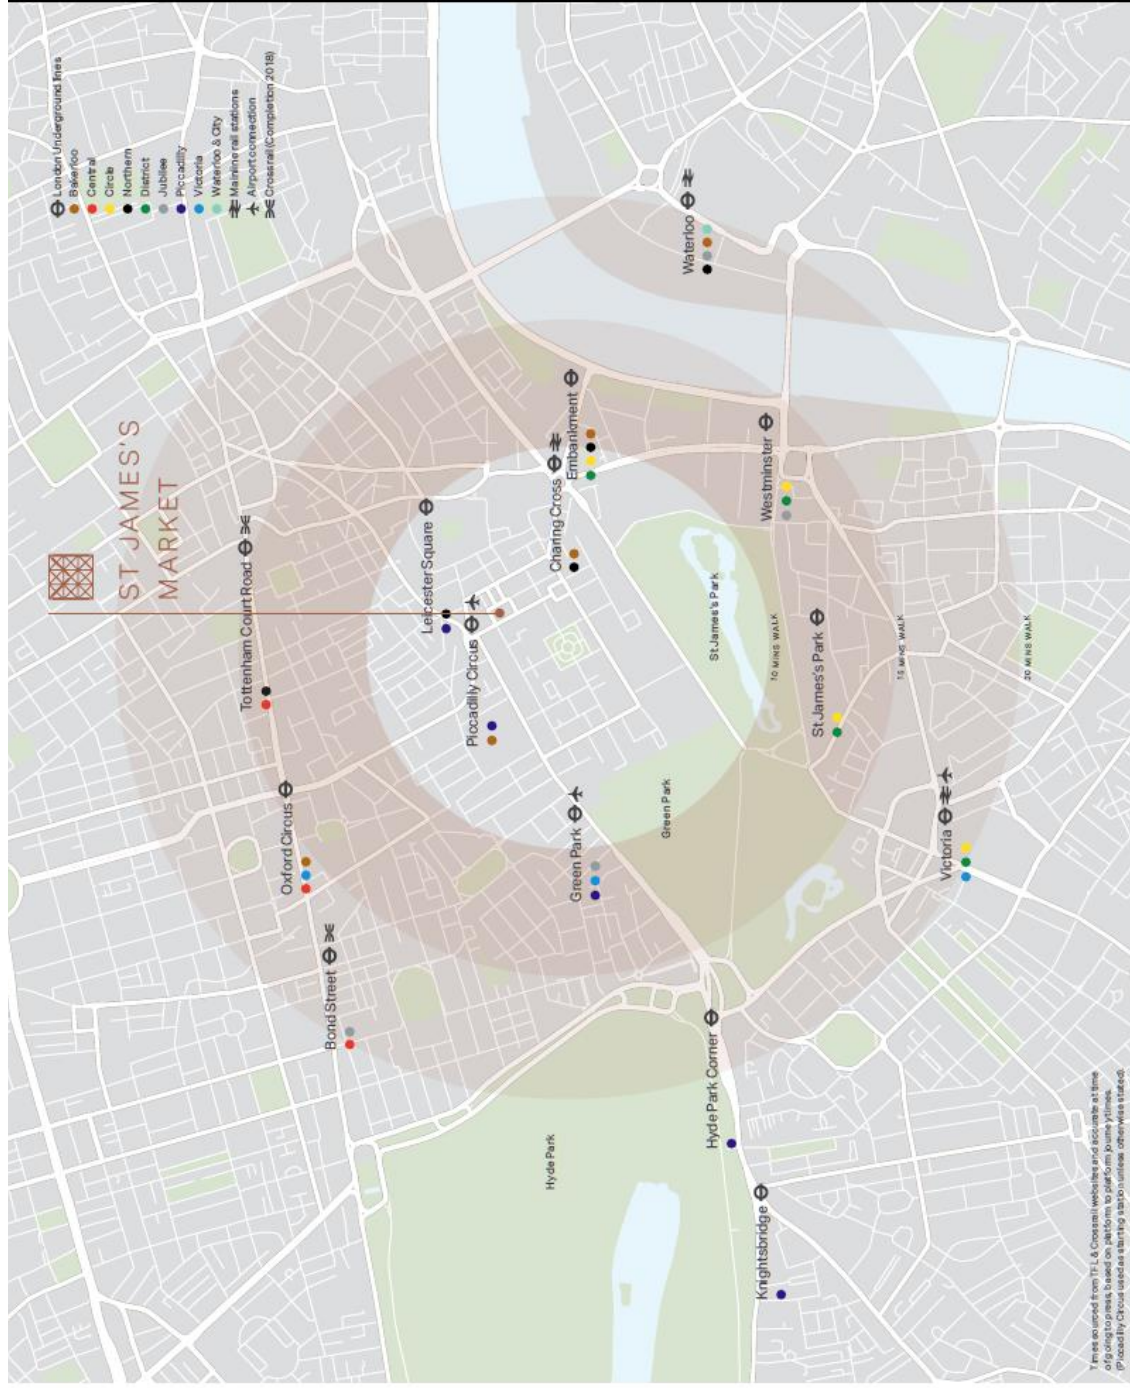 ST JAMES'S
MARKET
London Underground lines
Bakerloo
Central
Circle
Northern
District
Jubilee
Piccadilly
Victoria
Waterloo & City
Mainline rail stations
Airport connection
Crossrail (Completion 2018)
Tottenham Court Road
Oxford Circus
Bond Street
Leicester Square
Piccadilly Circus
Charing Cross
Embankment
Green Park
Waterloo
Green Park
St James's Park
Westminster
10 MINS WALK
St James's Park
15 MINS WALK
20 MINS WALK
Victoria
Hyde Park
Hyde Park Corner
Knightsbridge
Times sourced from TFL & Crossrail websites and accurate at time
of going to press, based on platform to platform journey times.
(Piccadilly Circus used as starting station unless otherwise stated)